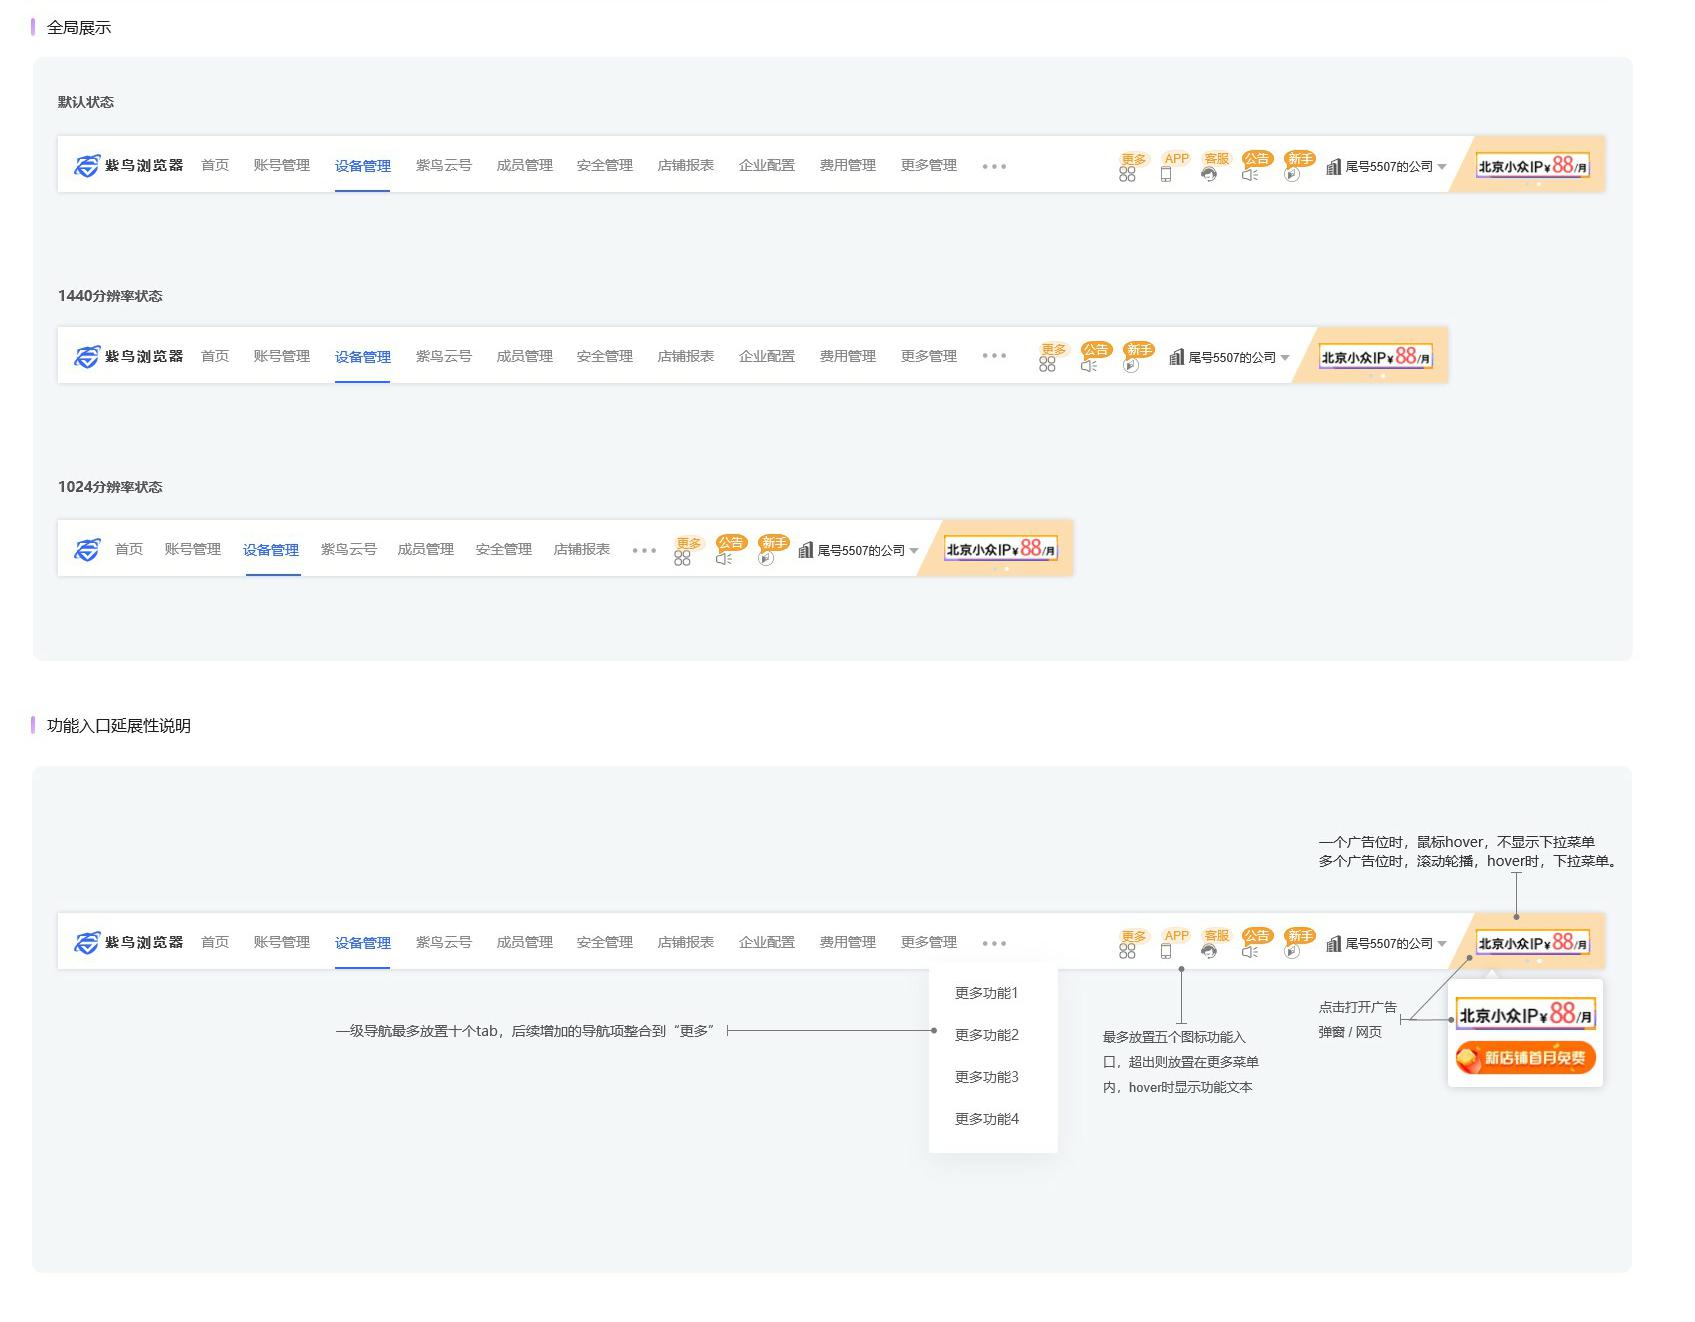 全局展示
默认状态
紫鸟浏览器 首页 账号管理 设备管理 紫鸟云号 成员管理 安全管理 店铺报表 企业配置 费用管理 更多管理 更多 APP 客服 公告 新手 尾号5507的公司 北京小众IP¥88/月
1440分辨率状态
紫鸟浏览器 首页 账号管理 设备管理 紫鸟云号 成员管理 安全管理 店铺报表 企业配置 费用管理 更多管理 更多 公告 新手 尾号5507的公司 北京小众IP¥88/月
1024分辨率状态
首页 账号管理 设备管理 紫鸟云号 成员管理 安全管理 店铺报表 更多 公告 新手 尾号5507的公司 北京小众IP¥88/月
功能入口延展性说明
一个广告位时，鼠标hover，不显示下拉菜单
多个广告位时，滚动轮播，hover时，下拉菜单。
紫鸟浏览器 首页 账号管理 设备管理 紫鸟云号 成员管理 安全管理 店铺报表 企业配置 费用管理 更多管理 更多 APP 客服 公告 新手 尾号5507的公司 北京小众IP¥88/月
一级导航最多放置十个tab，后续增加的导航项整合到“更多”
更多功能1
更多功能2
更多功能3
更多功能4
最多放置五个图标功能入
口，超出则放置在更多菜单
内，hover时显示功能文本
点击打开广告
弹窗 / 网页
北京小众IP¥88/月
新店铺首月免费